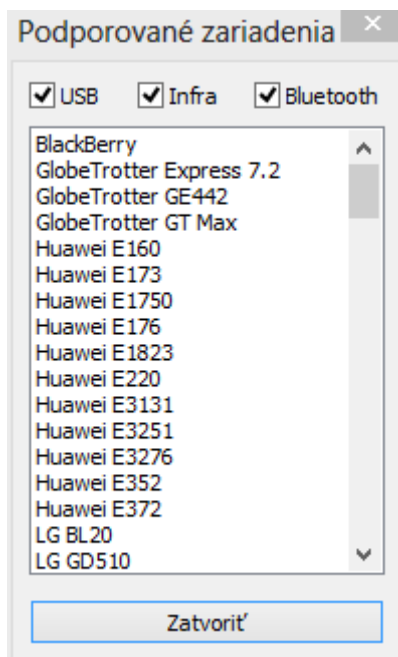 Podporované zariadenia
USB Infra Bluetooth
BlackBerry
GlobeTrotter Express 7.2
GlobeTrotter GE442
GlobeTrotter GT Max
Huawei E160
Huawei E173
Huawei E1750
Huawei E176
Huawei E1823
Huawei E220
Huawei E3131
Huawei E3251
Huawei E3276
Huawei E352
Huawei E372
LG BL20
LG GD510
Zatvoriť